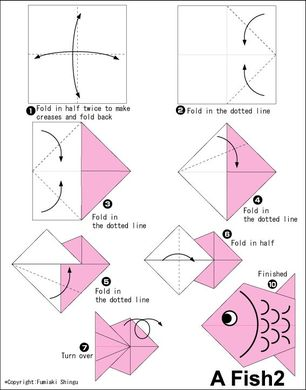 1 Fold in half twice to make
creases and fold back
2 Fold in the dotted line
3 Fold in
the dotted line
4 Fold in
the dotted line
5 Fold in
the dotted line
6 Fold in half
7 Turn over
Finished
10
A Fish2
*Copyright:Fumiaki Shingu